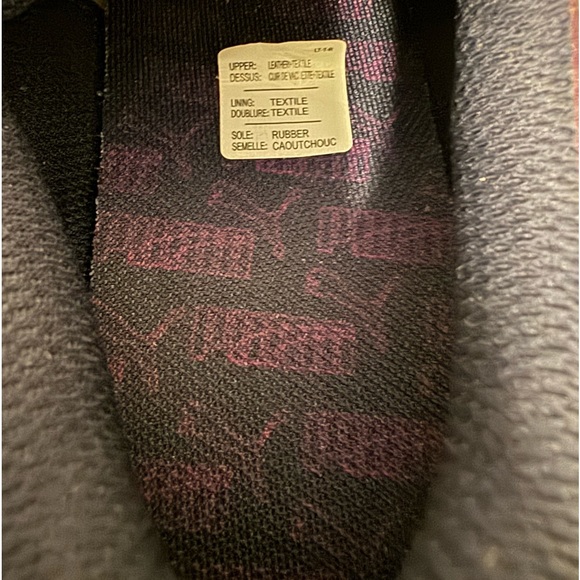 UPPER: LEATHER+TEXTILE
DESSUS: CUIR DE VACHETTE+TEXTILE
LINING: TEXTILE
DOUBLURE: TEXTILE
SOLE: RUBBER
SEMELLE: CAOUTCHOUC
PUMA
PUMA
PUMA
PUMA